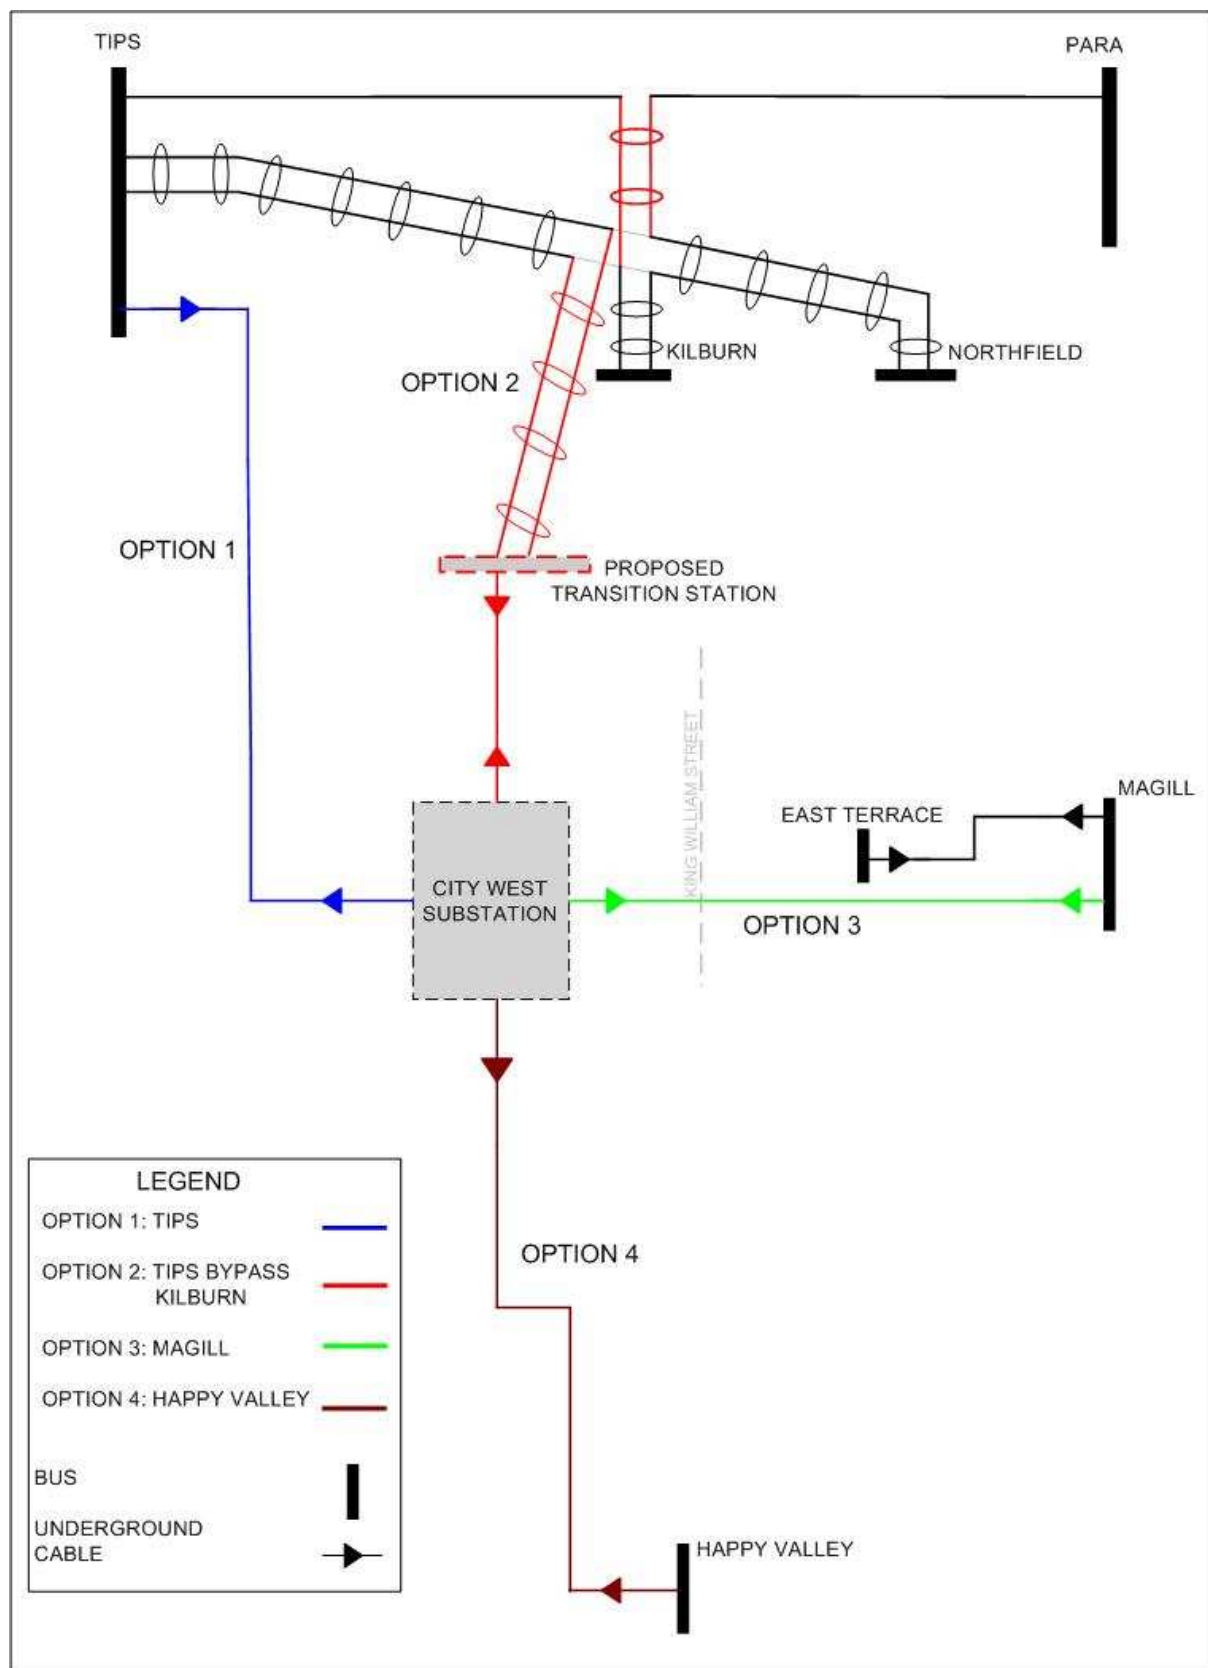 TIPS
PARA
KILBURN
NORTHFIELD
OPTION 2
OPTION 1
PROPOSED
TRANSITION STATION
KING WILLIAM STREET
MAGILL
EAST TERRACE
CITY WEST
SUBSTATION
OPTION 3
OPTION 4
LEGEND
OPTION 1: TIPS
OPTION 2: TIPS BYPASS
KILBURN
OPTION 3: MAGILL
OPTION 4: HAPPY VALLEY
BUS
UNDERGROUND
CABLE
HAPPY VALLEY